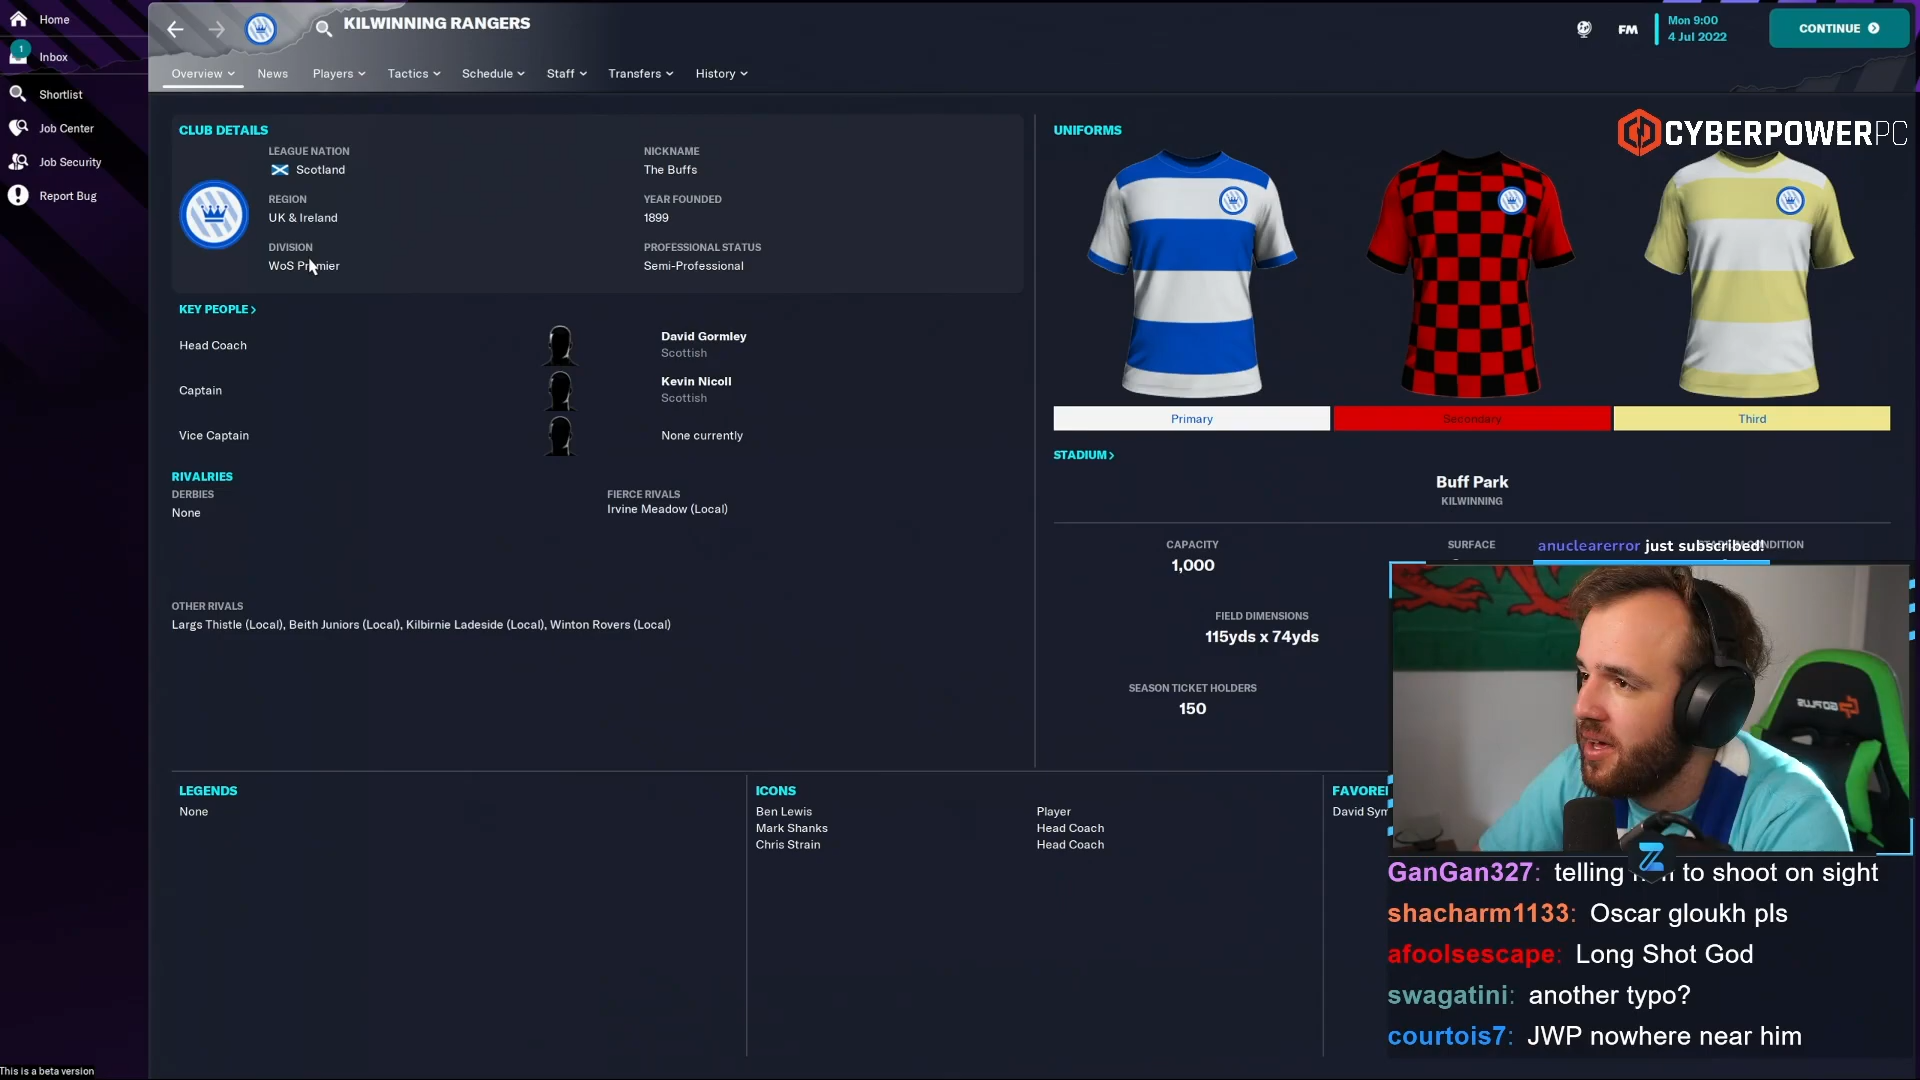 Home
KILWINNING RANGERS
FM
Mon 9:00
4 Jul 2022
CONTINUE
1
Inbox
Overview News Players Tactics Schedule Staff Transfers History
Shortlist
Job Center
Job Security
Report Bug
CLUB DETAILS
LEAGUE NATION
Scotland
NICKNAME
The Buffs
REGION
UK & Ireland
YEAR FOUNDED
1899
DIVISION
WoS Premier
PROFESSIONAL STATUS
Semi-Professional
KEY PEOPLE
Head Coach
David Gormley
Scottish
Captain
Kevin Nicoll
Scottish
Vice Captain
None currently
RIVALRIES
DERBIES
None
FIERCE RIVALS
Irvine Meadow (Local)
OTHER RIVALS
Largs Thistle (Local), Beith Juniors (Local), Kilbirnie Ladeside (Local), Winton Rovers (Local)
UNIFORMS
CYBERPOWERPC
Primary
Secondary
Third
STADIUM
Buff Park
KILWINNING
CAPACITY
1,000
SURFACE
anuclearerror just subscribed!
FIELD DIMENSIONS
115yds x 74yds
SEASON TICKET HOLDERS
150
LEGENDS
None
ICONS
Ben Lewis Player
Mark Shanks Head Coach
Chris Strain Head Coach
David Sym
GanGan327: telling to shoot on sight
shacharm1133: Oscar gloukh pls
afoolsescape: Long Shot God
swagatini: another typo?
courtois7: JWP nowhere near him
This is a beta version